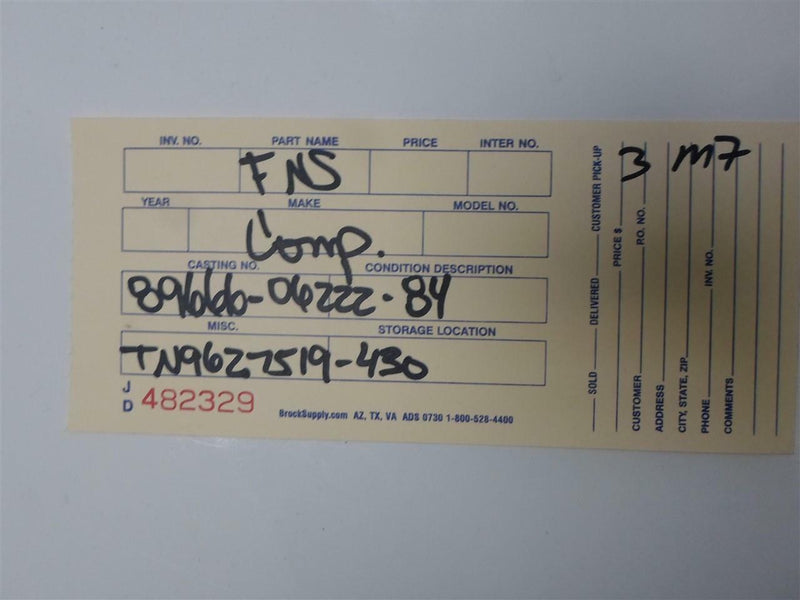 INV. NO. PART NAME PRICE INTER NO.
FNS
YEAR MAKE MODEL NO.
Comp.
CASTING NO. CONDITION DESCRIPTION
89666-06222-84
MISC. STORAGE LOCATION
TN9627519-430
JD 482329
BrockSupply.com AZ, TX, VA ADS 0730 1-800-528-4400
SOLD DELIVERED CUSTOMER PICK-UP
PRICE $ 3
CUSTOMER P.O. NO.
ADDRESS m7
CITY, STATE, ZIP
PHONE INV. NO.
COMMENTS